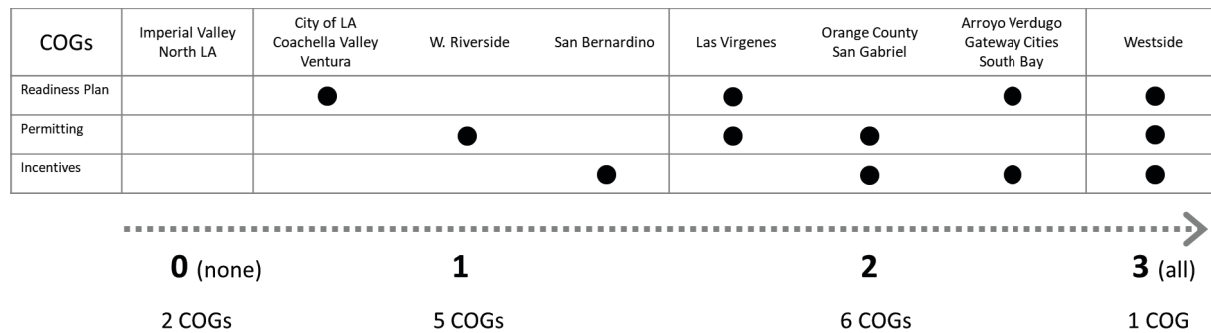 COGs
Imperial Valley
North LA
City of LA
Coachella Valley
Ventura
W. Riverside
San Bernardino
Las Virgenes
Orange County
San Gabriel
Arroyo Verdugo
Gateway Cities
South Bay
Westside
Readiness Plan
Permitting
Incentives
0 (none)
1
2
3 (all)
2 COGs
5 COGs
6 COGs
1 COG